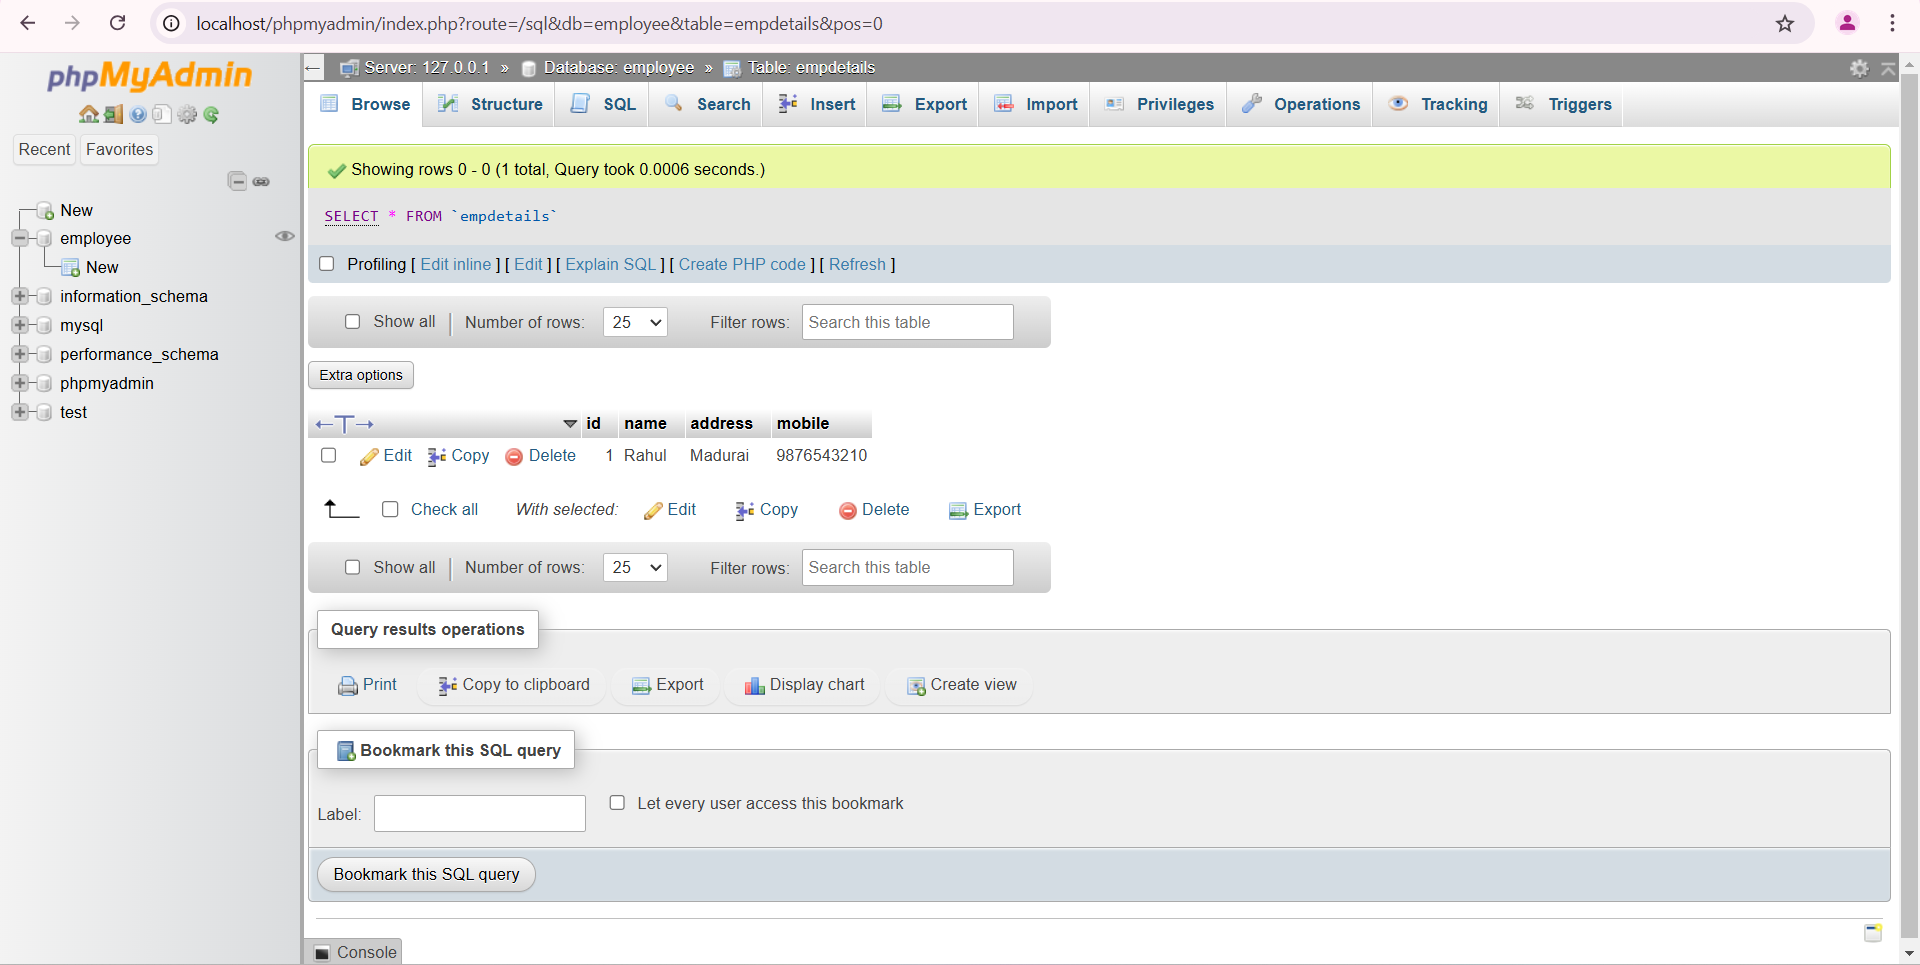 localhost/phpmyadmin/index.php?route=/sql&db=employee&table=empdetails&pos=0
phpMyAdmin
Recent Favorites
New
employee
New
information_schema
mysql
performance_schema
phpmyadmin
test
Server: 127.0.0.1 » Database: employee » Table: empdetails
Browse Structure SQL Search Insert Export Import Privileges Operations Tracking Triggers
Showing rows 0 - 0 (1 total, Query took 0.0006 seconds.)
SELECT * FROM `empdetails`
Profiling [ Edit inline ] [ Edit ] [ Explain SQL ] [ Create PHP code ] [ Refresh ]
Show all | Number of rows: 25 Filter rows: Search this table
Extra options
←T→ id name address mobile
Edit Copy Delete 1 Rahul Madurai 9876543210
Check all With selected: Edit Copy Delete Export
Show all | Number of rows: 25 Filter rows: Search this table
Query results operations
Print Copy to clipboard Export Display chart Create view
Bookmark this SQL query
Label: Let every user access this bookmark
Bookmark this SQL query
Console